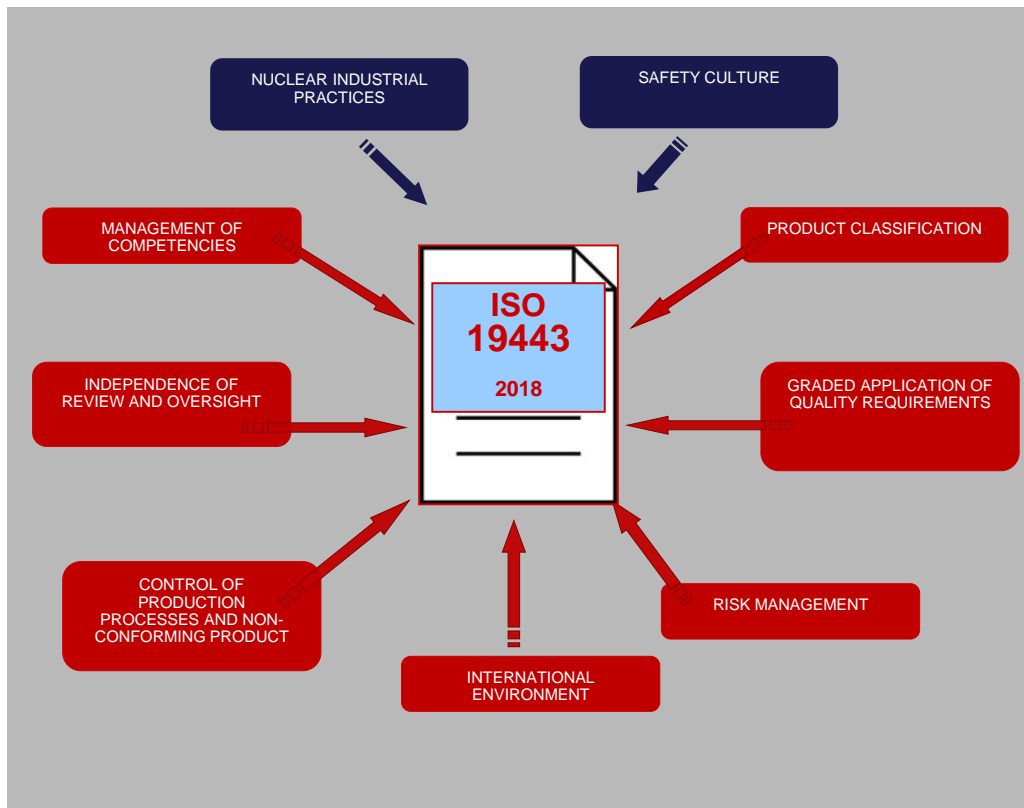 NUCLEAR INDUSTRIAL
PRACTICES
SAFETY CULTURE
MANAGEMENT OF
COMPETENCIES
PRODUCT CLASSIFICATION
ISO
19443
2018
INDEPENDENCE OF
REVIEW AND OVERSIGHT
GRADED APPLICATION OF
QUALITY REQUIREMENTS
CONTROL OF
PRODUCTION
PROCESSES AND NON-
CONFORMING PRODUCT
RISK MANAGEMENT
INTERNATIONAL
ENVIRONMENT